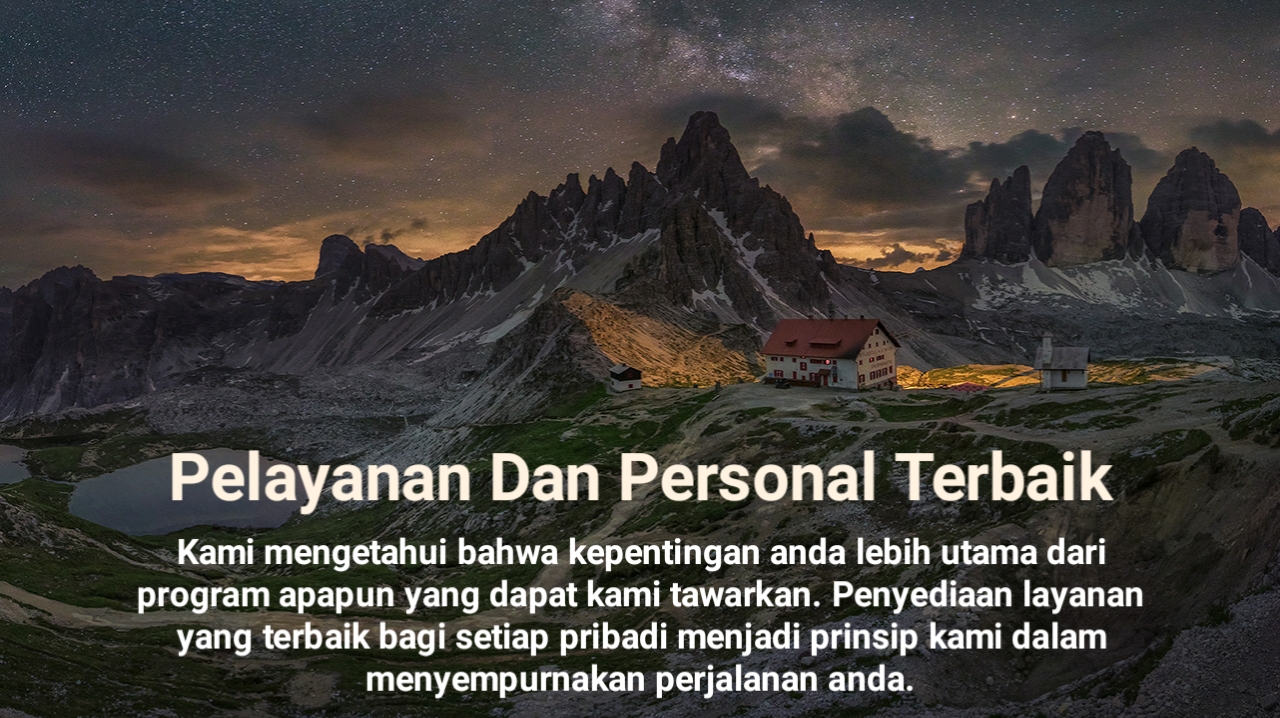 Pelayanan Dan Personal Terbaik
Kami mengetahui bahwa kepentingan anda lebih utama dari
program apapun yang dapat kami tawarkan. Penyediaan layanan
yang terbaik bagi setiap pribadi menjadi prinsip kami dalam
menyempurnakan perjalanan anda.